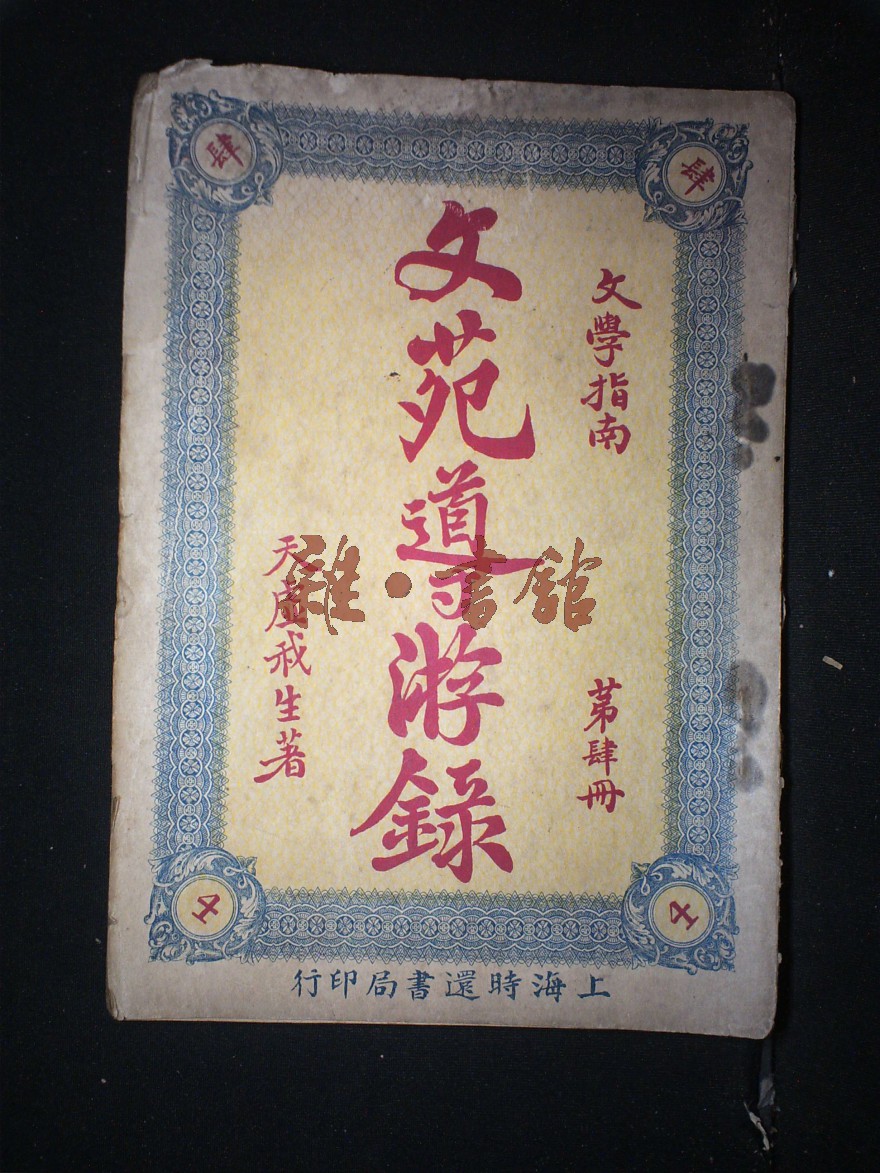 肆
肆
文學指南
第肆冊
文苑導游錄
天虛我生著
4
4
上海時還書局印行
雜·書館